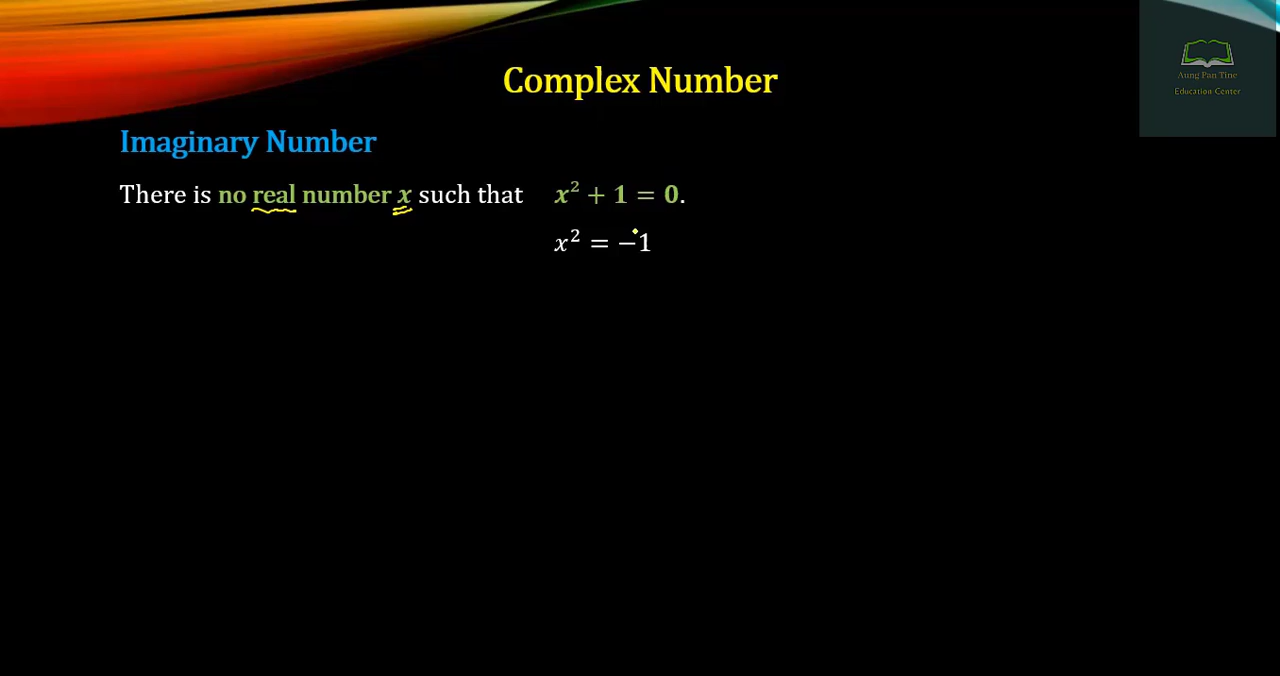 Complex Number
Aung Pan Tine
Education Center
Imaginary Number
There is no real number x such that x² + 1 = 0.
x² = −1